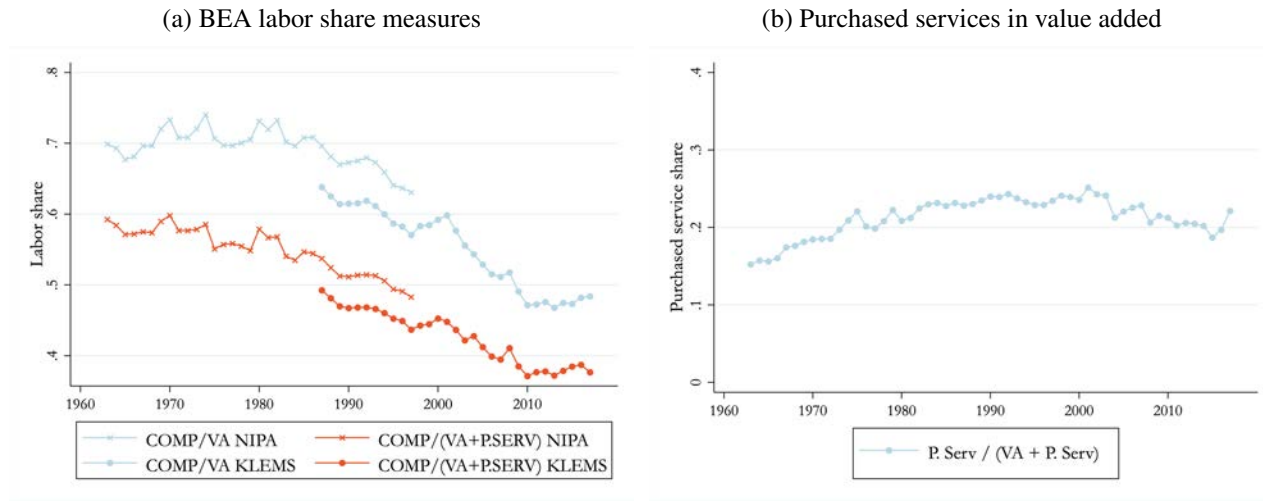 (a) BEA labor share measures
Labor share
.8
.7
.6
.5
.4
1960 1970 1980 1990 2000 2010
COMP/VA NIPA COMP/(VA+P.SERV) NIPA
COMP/VA KLEMS COMP/(VA+P.SERV) KLEMS
(b) Purchased services in value added
Purchased service share
.4
.3
.2
.1
0
1960 1970 1980 1990 2000 2010
P. Serv / (VA + P. Serv)